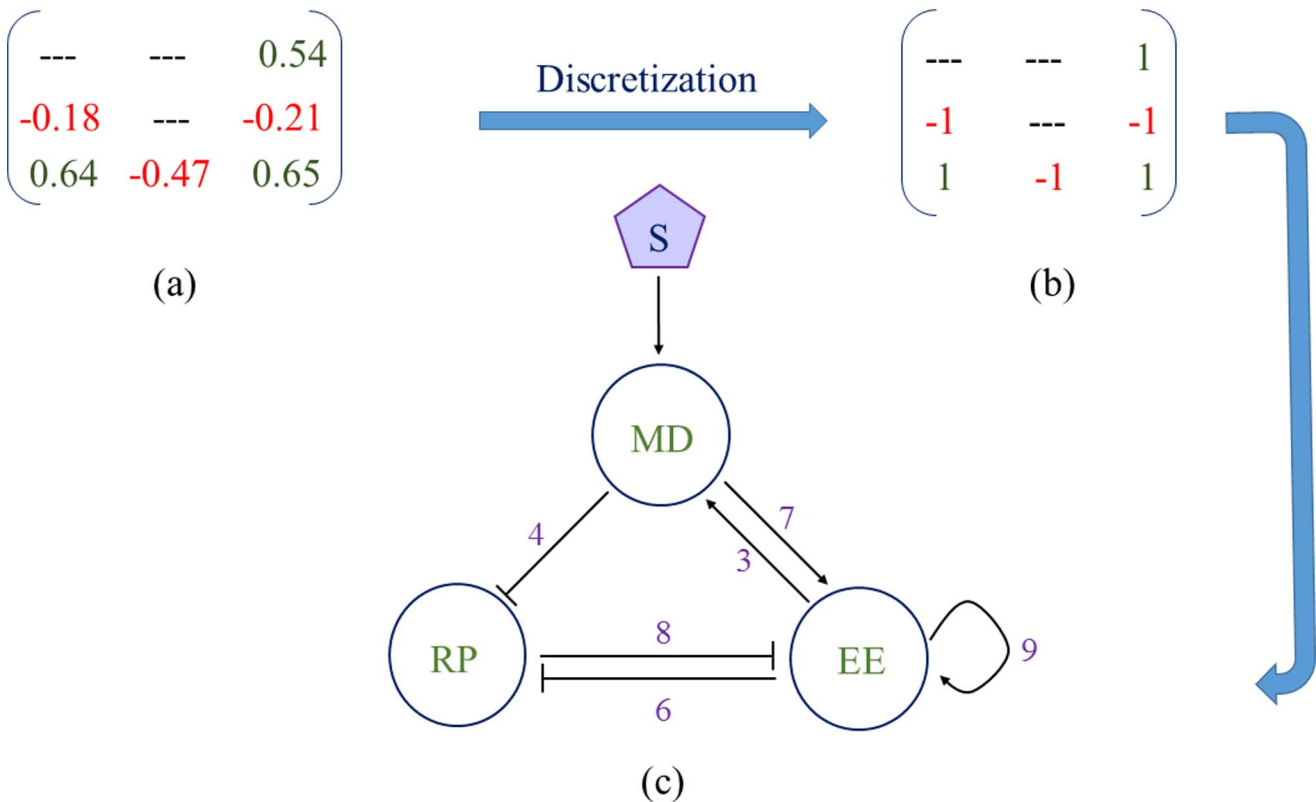 --- --- 0.54
-0.18 --- -0.21
0.64 -0.47 0.65
(a)
Discretization
--- --- 1
-1 --- -1
1 -1 1
(b)
S
MD
4
7
3
RP
8
6
EE
9
(c)